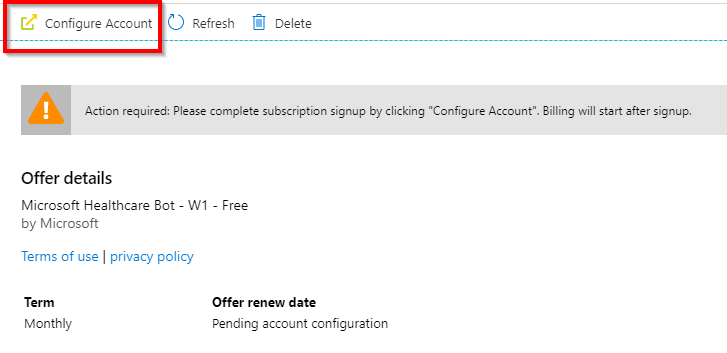 Configure Account Refresh Delete
Action required: Please complete subscription signup by clicking "Configure Account". Billing will start after signup.
Offer details
Microsoft Healthcare Bot - W1 - Free
by Microsoft
Terms of use | privacy policy
Term Offer renew date
Monthly Pending account configuration